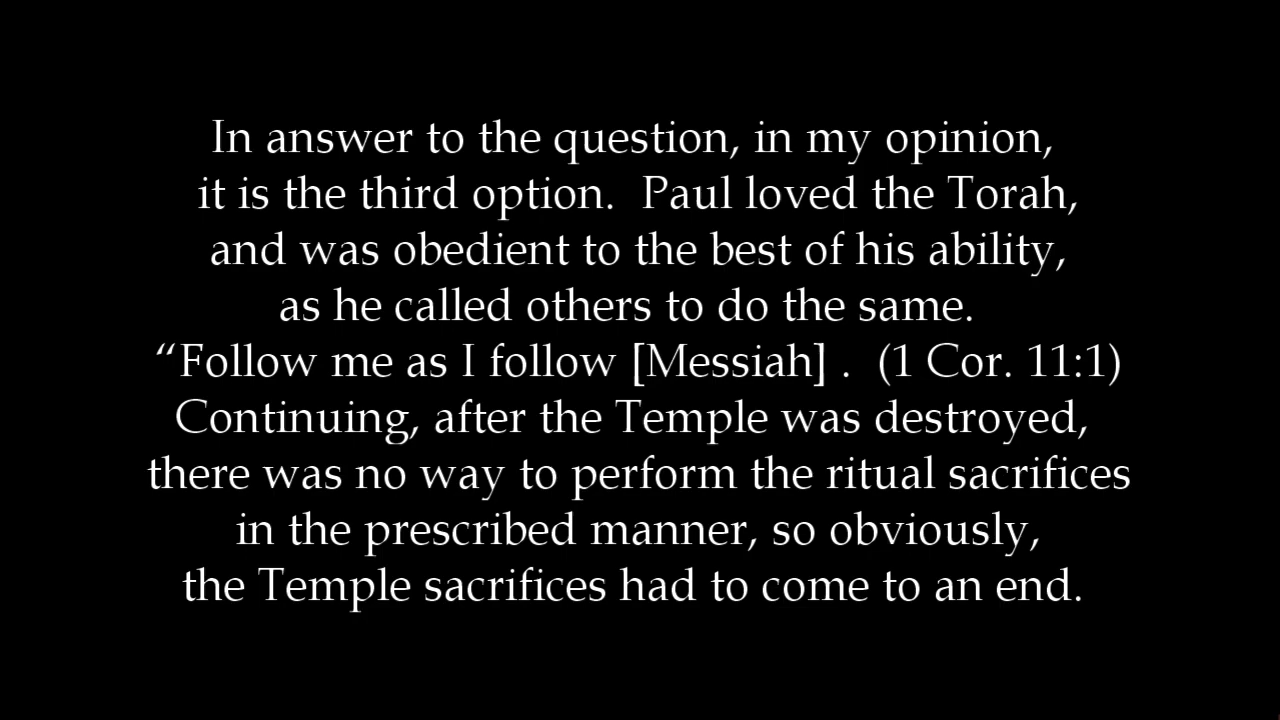 In answer to the question, in my opinion,
it is the third option.  Paul loved the Torah,
and was obedient to the best of his ability,
as he called others to do the same.
“Follow me as I follow [Messiah] .  (1 Cor. 11:1)
Continuing, after the Temple was destroyed,
there was no way to perform the ritual sacrifices
in the prescribed manner, so obviously,
the Temple sacrifices had to come to an end.